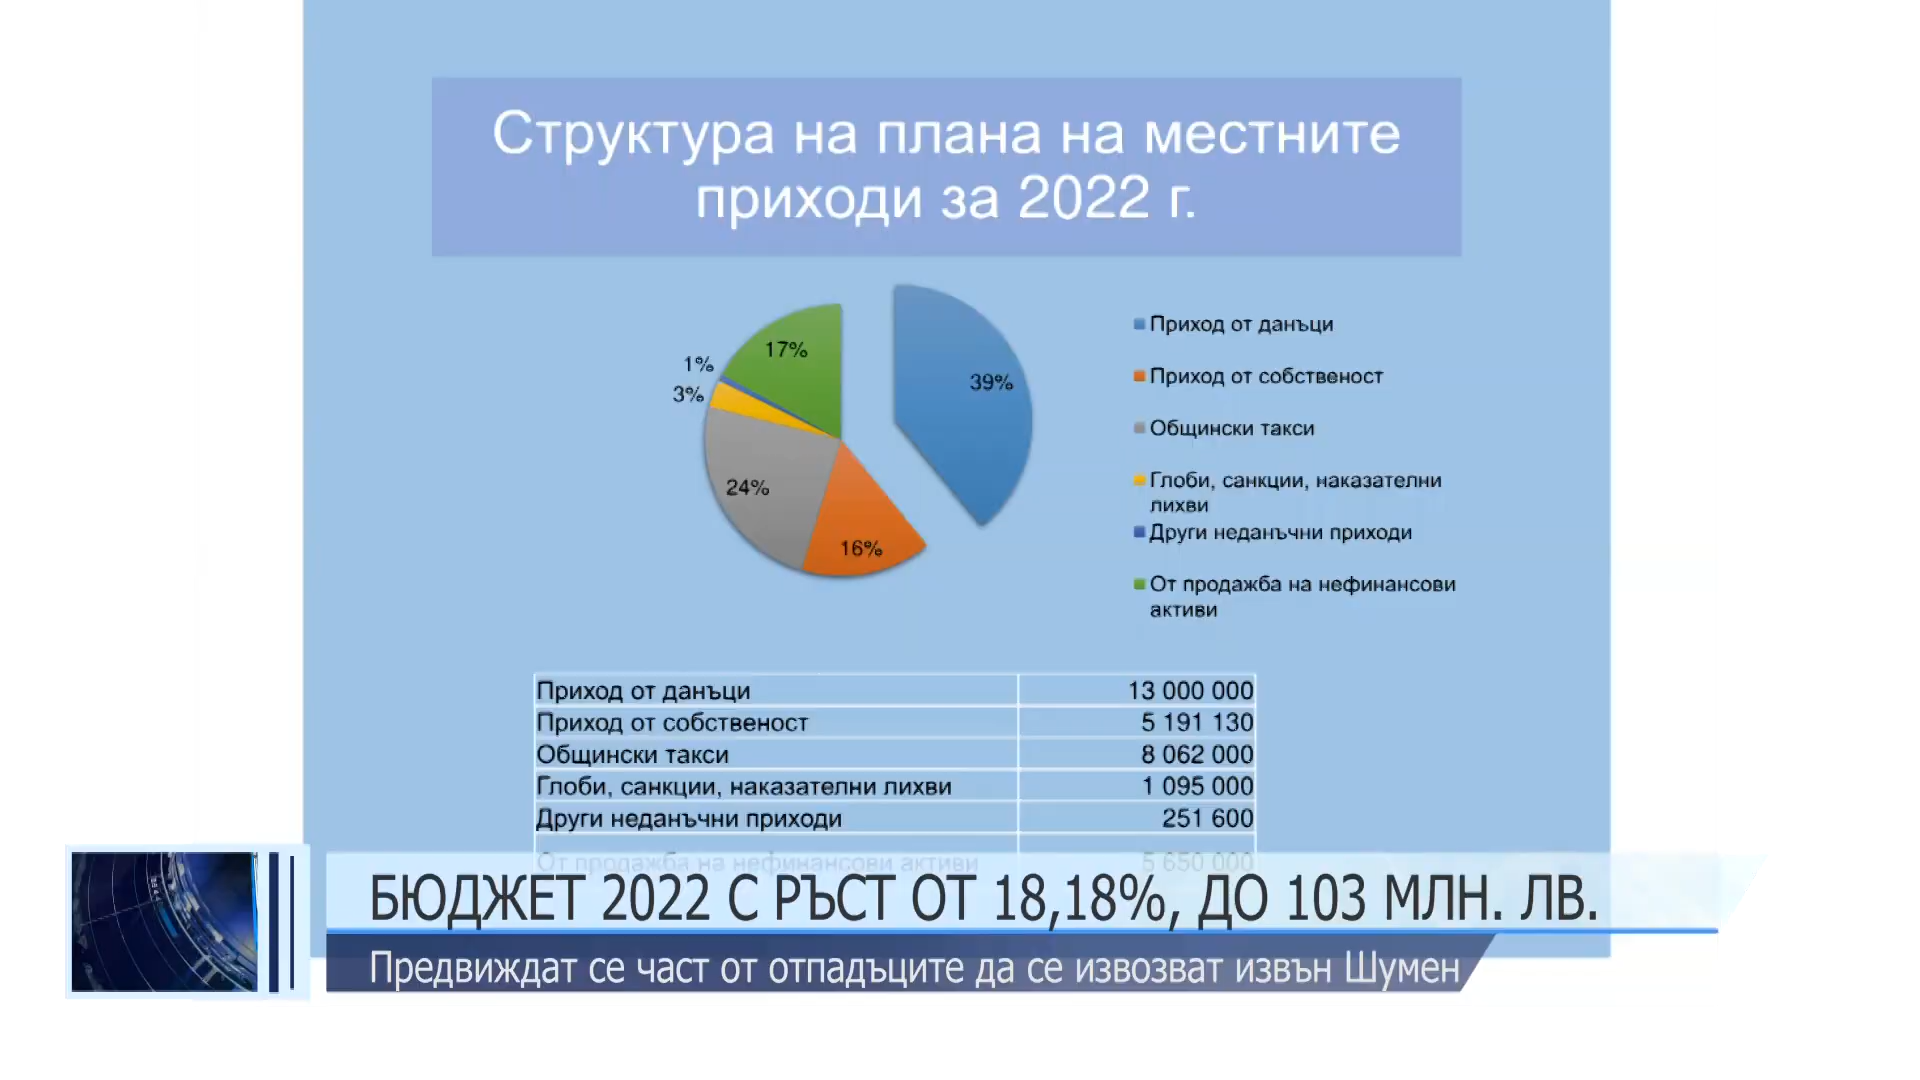 Структура на плана на местните
приходи за 2022 г.
17%
1%
39%
3%
24%
16%
Приход от данъци
Приход от собственост
Общински такси
Глоби, санкции, наказателни
лихви
Други неданъчни приходи
От продажба на нефинансови
активи
Приход от данъци 13 000 000
Приход от собственост 5 191 130
Общински такси 8 062 000
Глоби, санкции, наказателни лихви 1 095 000
Други неданъчни приходи 251 600
От продажба на нефинансови активи 5 650 000
БЮДЖЕТ 2022 С РЪСТ ОТ 18,18%, ДО 103 МЛН. ЛВ.
Предвиждат се част от отпадъците да се извозват извън Шумен